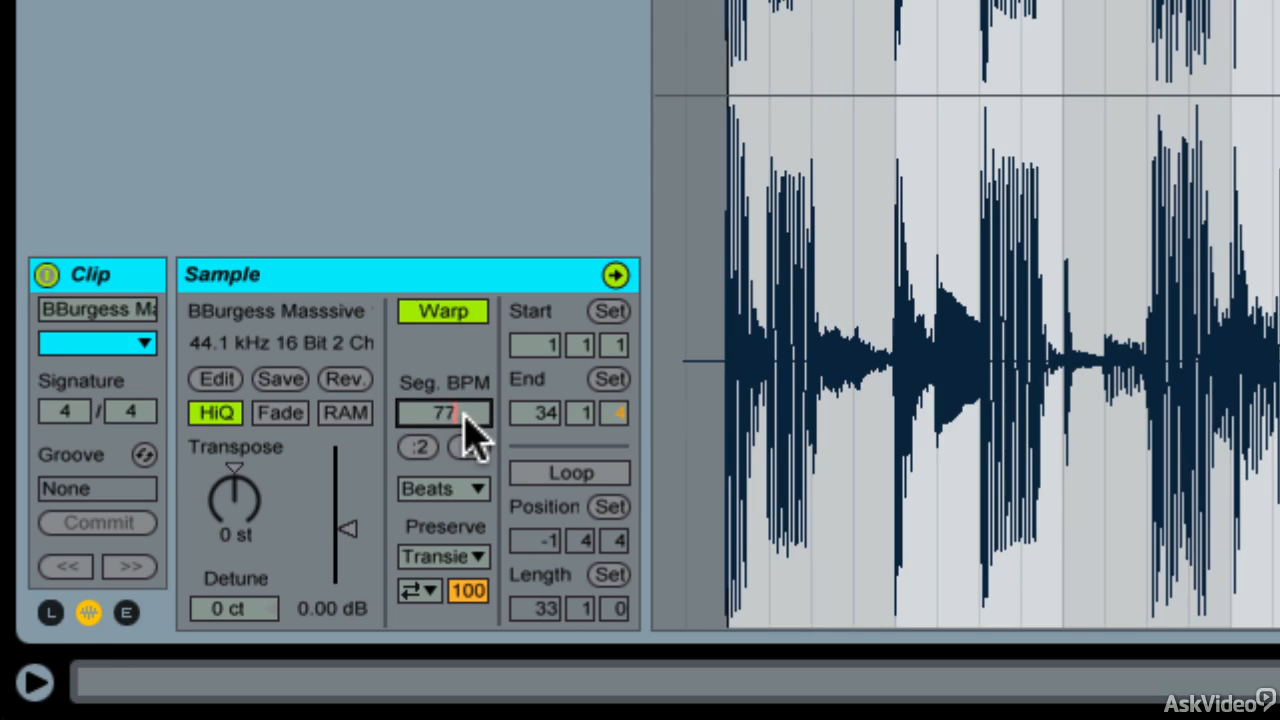 Clip
BBurgess Ma
Signature
4 / 4
Groove
None
Commit
<< >>
L E
Sample
BBurgess Masssive
44.1 kHz 16 Bit 2 Ch
Edit Save Rev.
HiQ Fade RAM
Transpose
0 st
Detune
0 ct 0.00 dB
Warp
Seg. BPM
77
:2
Beats
Preserve
Transie
100
Start Set
1 1 1
End Set
34 1 4
Loop
Position Set
-1 4 4
Length Set
33 1 0
AskVideo